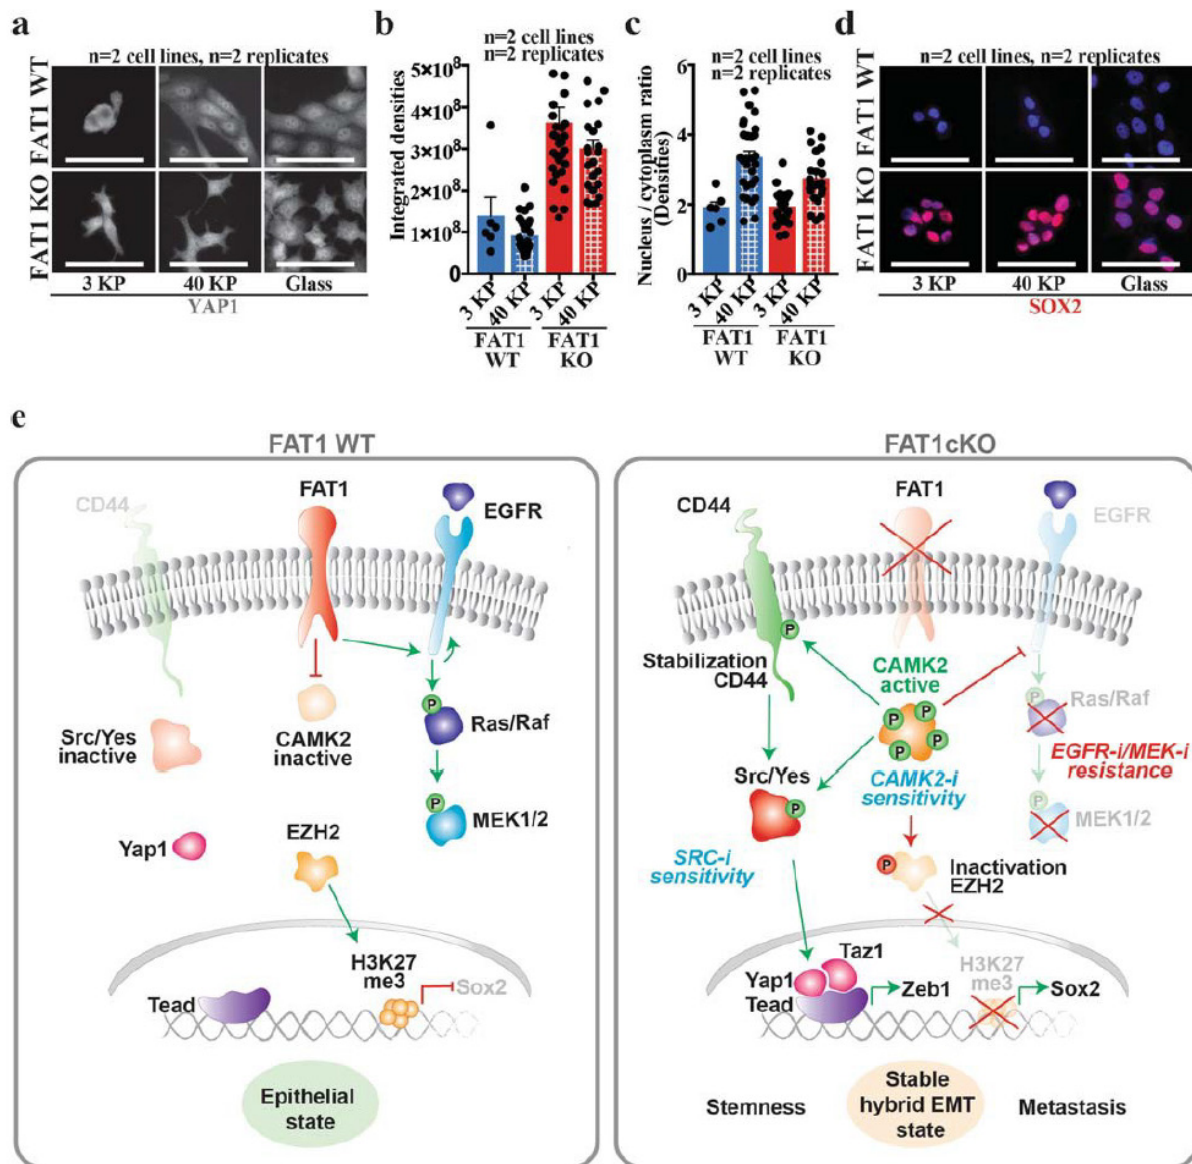 a
n=2 cell lines, n=2 replicates
FAT1 WT
FAT1 KO
3 KP
40 KP
Glass
YAP1
b
n=2 cell lines
n=2 replicates
Integrated densities
5×10⁸
4×10⁸
3×10⁸
2×10⁸
1×10⁸
0
3 KP
40 KP
3 KP
40 KP
FAT1
WT
FAT1
KO
c
n=2 cell lines
n=2 replicates
Nucleus / cytoplasm ratio
(Densities)
6
4
2
0
3 KP
40 KP
3 KP
40 KP
FAT1
WT
FAT1
KO
d
n=2 cell lines, n=2 replicates
FAT1 WT
FAT1 KO
3 KP
40 KP
Glass
SOX2
e
FAT1 WT
CD44
FAT1
EGFR
Src/Yes
inactive
CAMK2
inactive
P
Ras/Raf
P
MEK1/2
Yap1
EZH2
H3K27
me3
Sox2
Tead
Epithelial
state
FAT1cKO
CD44
FAT1
EGFR
P
Stabilization
CD44
CAMK2
active
P
P
P
P
P
Ras/Raf
EGFR-i/MEK-i
resistance
Src/Yes
P
CAMK2-i
sensitivity
P
MEK1/2
SRC-i
sensitivity
P
Inactivation
EZH2
Taz1
Yap1
Tead
Zeb1
H3K27
me3
Sox2
Stemness
Stable
hybrid EMT
state
Metastasis